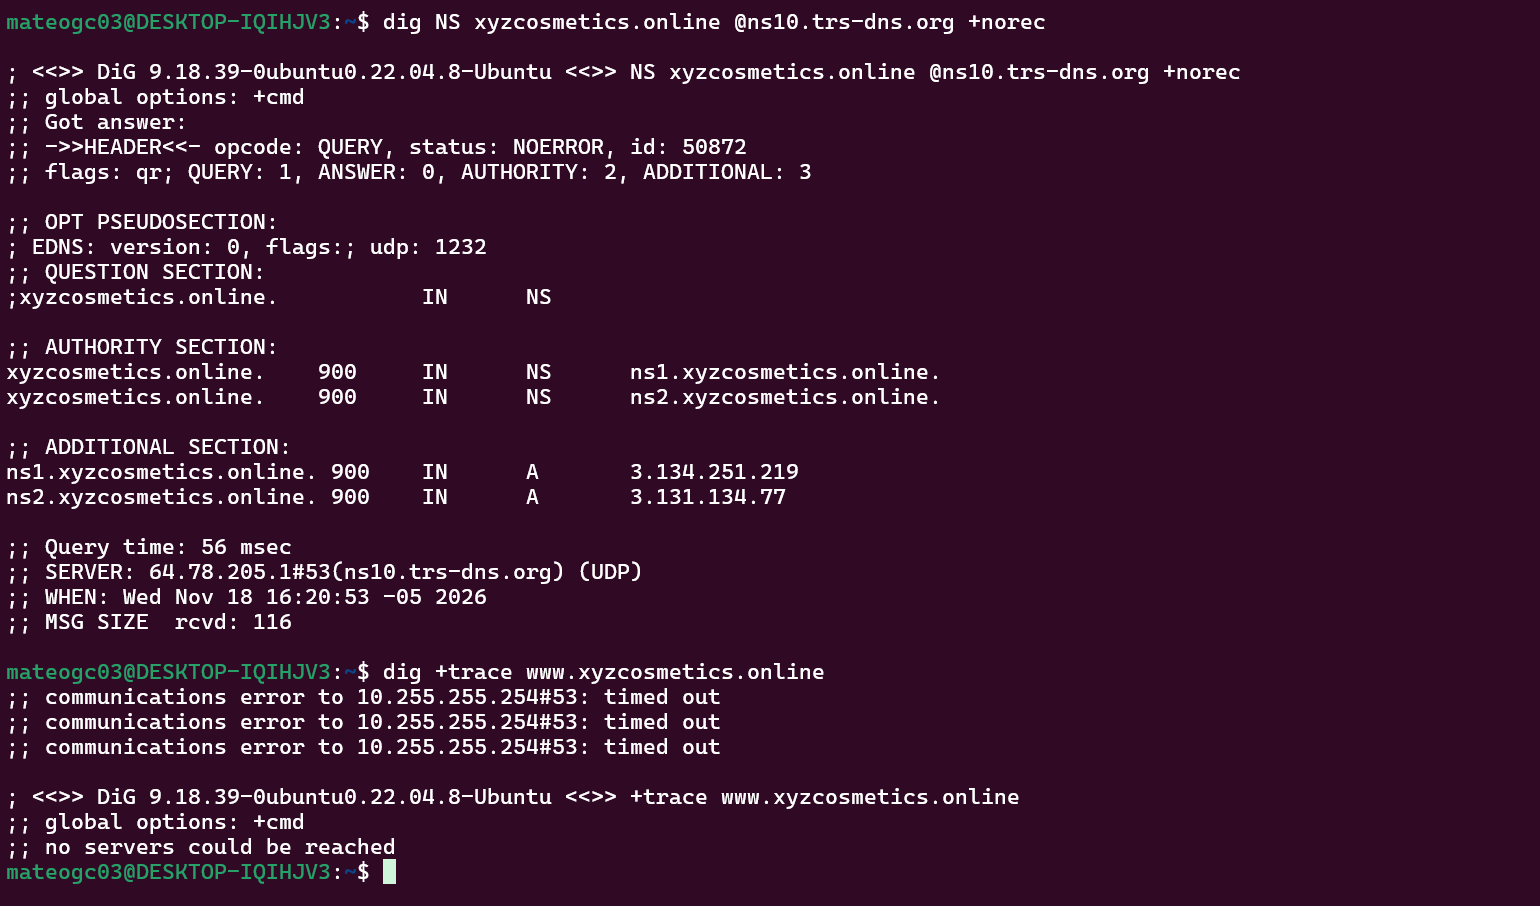 mateogc03@DESKTOP-IQIHJV3:~$ dig NS xyzcosmetics.online @ns10.trs-dns.org +norec
; <<>> DiG 9.18.39-0ubuntu0.22.04.8-Ubuntu <<>> NS xyzcosmetics.online @ns10.trs-dns.org +norec
;; global options: +cmd
;; Got answer:
;; ->>HEADER<<- opcode: QUERY, status: NOERROR, id: 50872
;; flags: qr; QUERY: 1, ANSWER: 0, AUTHORITY: 2, ADDITIONAL: 3
;; OPT PSEUDOSECTION:
; EDNS: version: 0, flags:; udp: 1232
;; QUESTION SECTION:
;xyzcosmetics.online. IN NS
;; AUTHORITY SECTION:
xyzcosmetics.online. 900 IN NS ns1.xyzcosmetics.online.
xyzcosmetics.online. 900 IN NS ns2.xyzcosmetics.online.
;; ADDITIONAL SECTION:
ns1.xyzcosmetics.online. 900 IN A 3.134.251.219
ns2.xyzcosmetics.online. 900 IN A 3.131.134.77
;; Query time: 56 msec
;; SERVER: 64.78.205.1#53(ns10.trs-dns.org) (UDP)
;; WHEN: Wed Nov 18 16:20:53 -05 2026
;; MSG SIZE  rcvd: 116
mateogc03@DESKTOP-IQIHJV3:~$ dig +trace www.xyzcosmetics.online
;; communications error to 10.255.255.254#53: timed out
;; communications error to 10.255.255.254#53: timed out
;; communications error to 10.255.255.254#53: timed out
; <<>> DiG 9.18.39-0ubuntu0.22.04.8-Ubuntu <<>> +trace www.xyzcosmetics.online
;; global options: +cmd
;; no servers could be reached
mateogc03@DESKTOP-IQIHJV3:~$